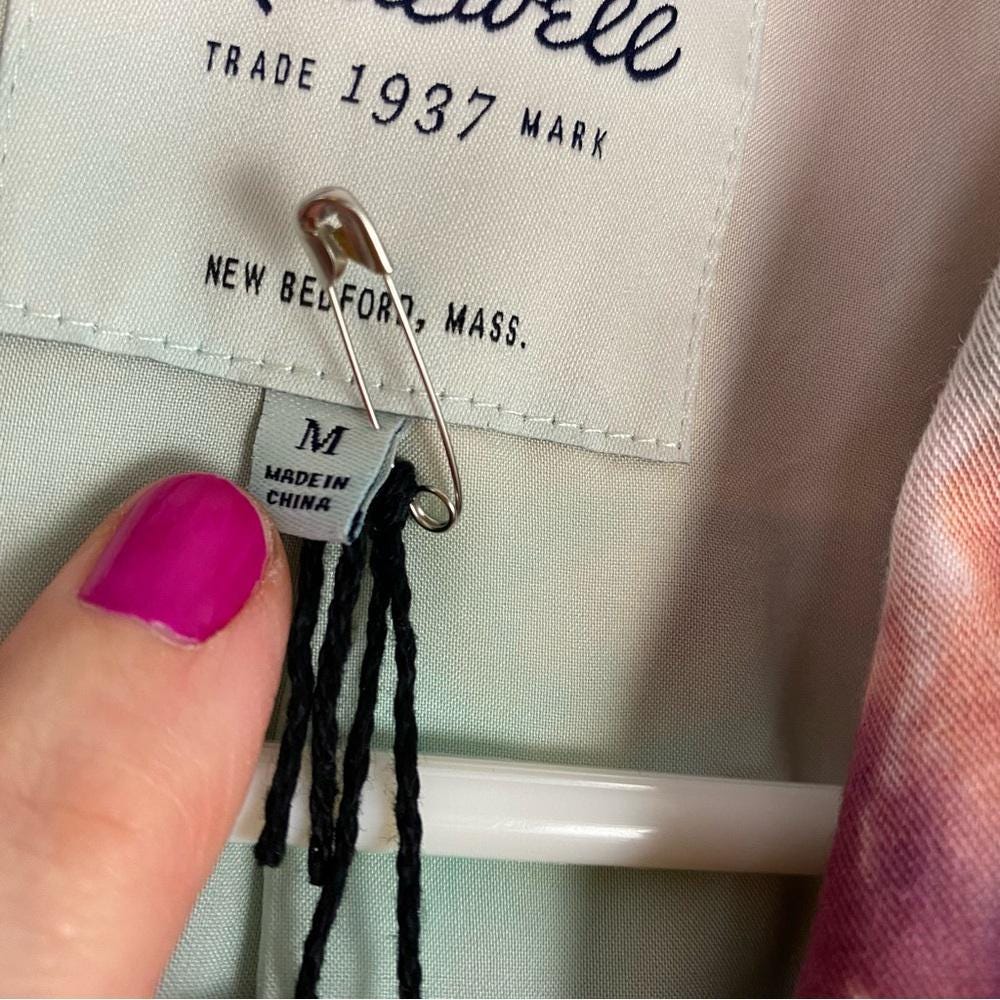 TRADE 1937 MARK
NEW BEDFORD, MASS.
M
MADE IN
CHINA